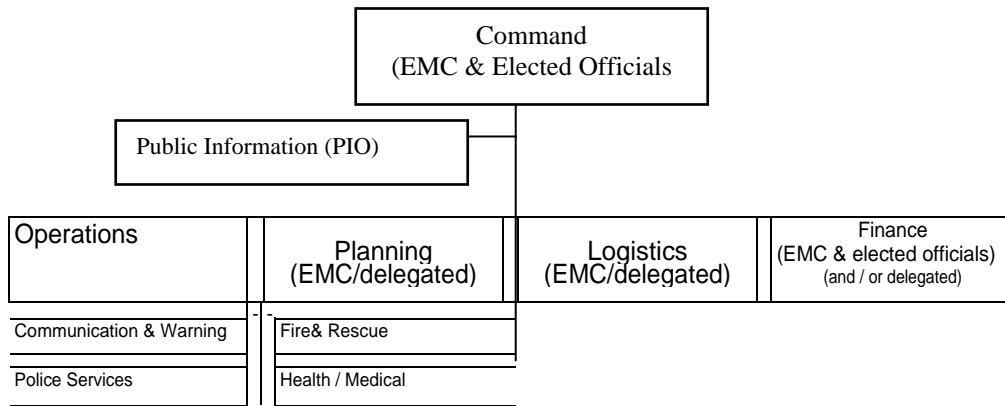 Command
(EMC & Elected Officials
Public Information (PIO)
Operations
Planning
(EMC/delegated)
Logistics
(EMC/delegated)
Finance
(EMC & elected officials)
(and / or delegated)
Communication & Warning
Fire& Rescue
Police Services
Health / Medical